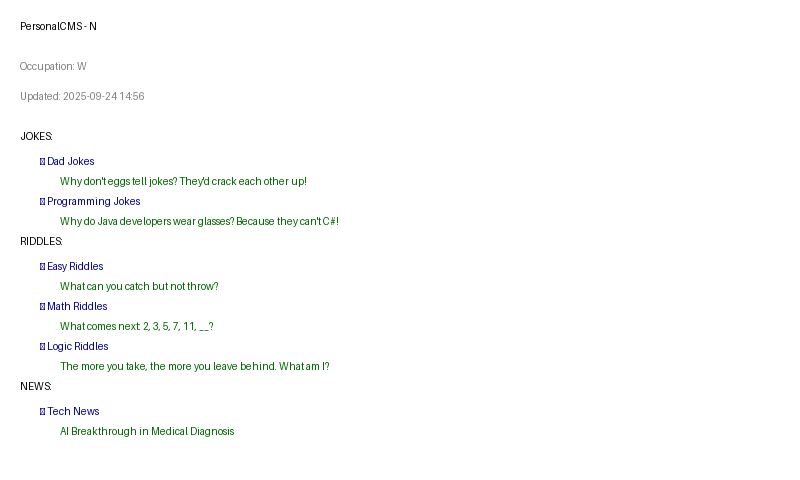 PersonalCMS - N
Occupation: W
Updated: 2025-09-24 14:56
JOKES:
Dad Jokes
Why don't eggs tell jokes? They'd crack each other up!
Programming Jokes
Why do Java developers wear glasses? Because they can't C#!
RIDDLES:
Easy Riddles
What can you catch but not throw?
Math Riddles
What comes next: 2, 3, 5, 7, 11, __?
Logic Riddles
The more you take, the more you leave behind. What am I?
NEWS:
Tech News
AI Breakthrough in Medical Diagnosis